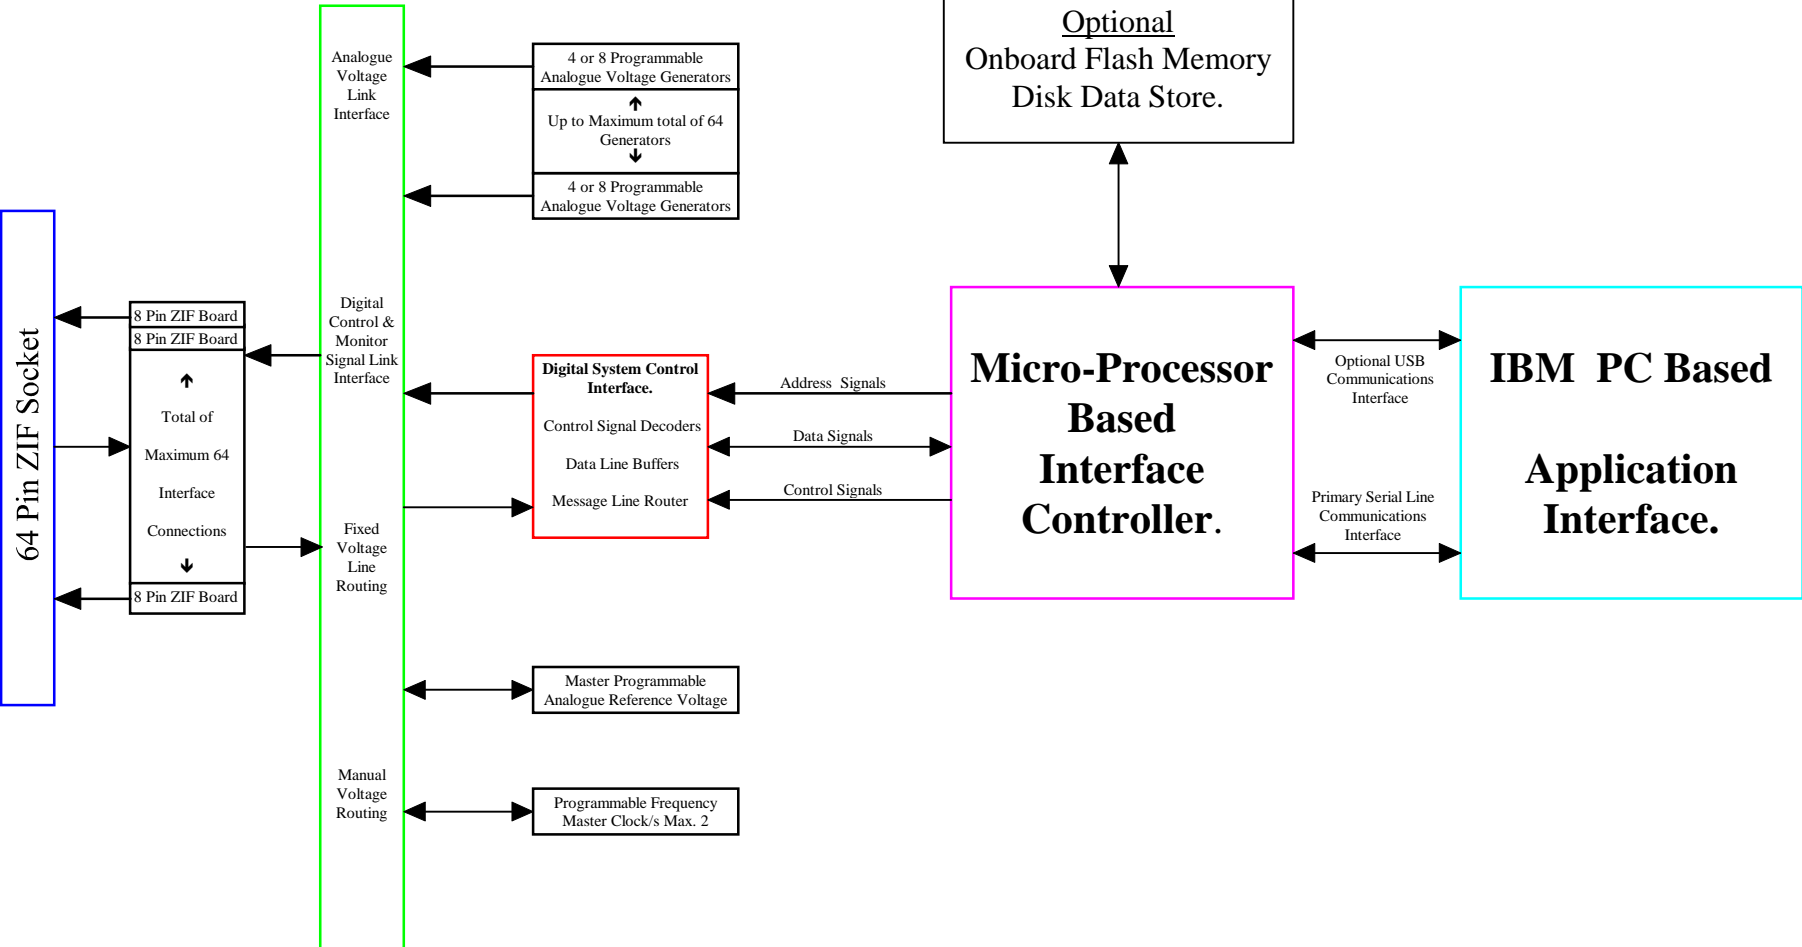 Optional
Onboard Flash Memory
Disk Data Store.
Analogue
Voltage
Link
Interface
4 or 8 Programmable
Analogue Voltage Generators
Up to Maximum total of 64
Generators
4 or 8 Programmable
Analogue Voltage Generators
64 Pin ZIF Socket
8 Pin ZIF Board
8 Pin ZIF Board
Total of
Maximum 64
Interface
Connections
8 Pin ZIF Board
Digital
Control &
Monitor
Signal Link
Interface
Fixed
Voltage
Line
Routing
Manual
Voltage
Routing
Digital System Control
Interface.
Control Signal Decoders
Data Line Buffers
Message Line Router
Address Signals
Data Signals
Control Signals
Micro-Processor
Based
Interface
Controller.
Optional USB
Communications
Interface
Primary Serial Line
Communications
Interface
IBM PC Based
Application
Interface.
Master Programmable
Analogue Reference Voltage
Programmable Frequency
Master Clock/s Max. 2